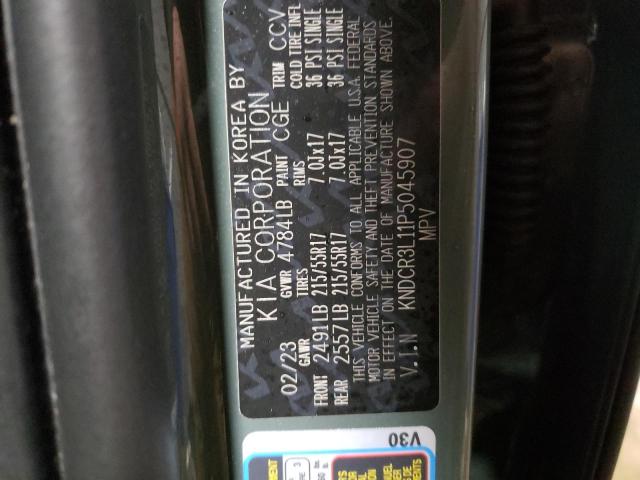 MANUFACTURED IN KOREA BY
KIA CORPORATION
02/23 GVWR 4784LB PAINT CGE TRIM CCV
GAWR TIRES RIMS COLD TIRE INFL
FRONT 2491LB 215/55R17 7.0Jx17 36 PSI SINGLE
REAR 2557LB 215/55R17 7.0Jx17 36 PSI SINGLE
THIS VEHICLE CONFORMS TO ALL APPLICABLE U.S.A. FEDERAL
MOTOR VEHICLE SAFETY AND THEFT PREVENTION STANDARDS
IN EFFECT ON THE DATE OF MANUFACTURE SHOWN ABOVE.
V.I.N KNDCR3L11P5045907
MPV
V30